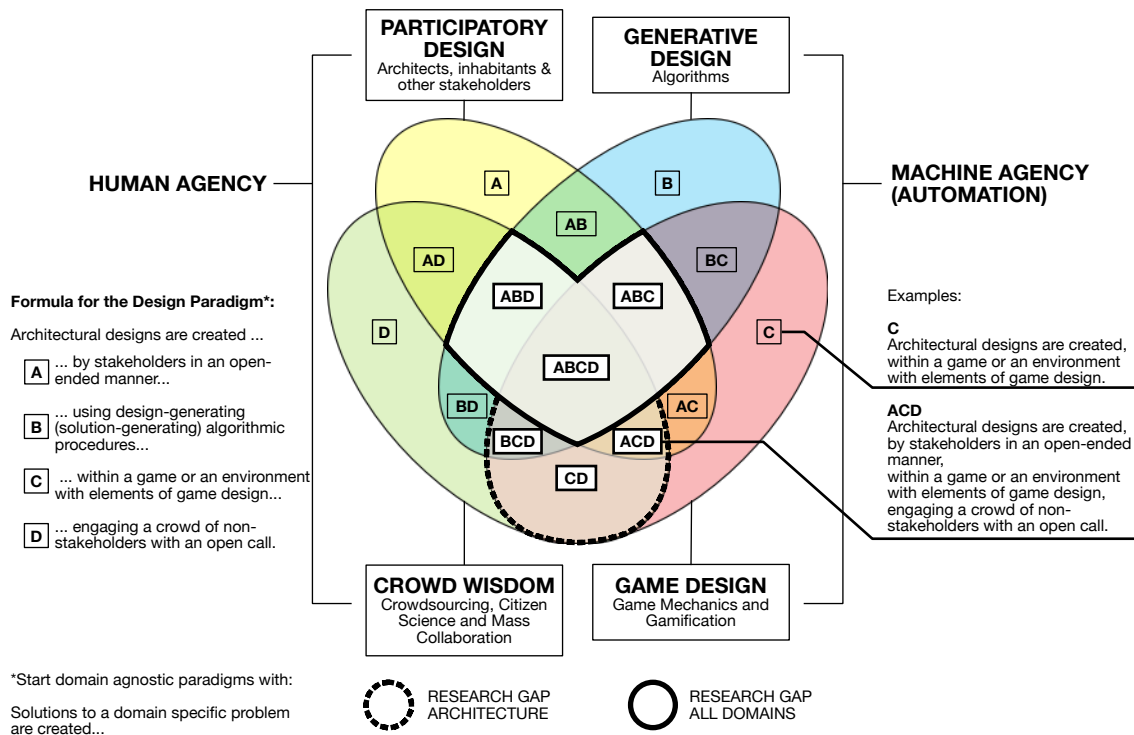 PARTICIPATORY
DESIGN
Architects, inhabitants &
other stakeholders
GENERATIVE
DESIGN
Algorithms
HUMAN AGENCY
MACHINE AGENCY
(AUTOMATION)
A
B
AB
AD
BC
ABD
ABC
D
C
ABCD
BD
AC
BCD
ACD
CD
Formula for the Design Paradigm*:
Architectural designs are created ...
A
... by stakeholders in an open-
ended manner...
B
... using design-generating
(solution-generating) algorithmic
procedures...
C
... within a game or an environment
with elements of game design...
D
... engaging a crowd of non-
stakeholders with an open call.
Examples:
C
Architectural designs are created,
within a game or an environment
with elements of game design.
ACD
Architectural designs are created,
by stakeholders in an open-ended
manner,
within a game or an environment
with elements of game design,
engaging a crowd of non-
stakeholders with an open call.
CROWD WISDOM
Crowdsourcing, Citizen
Science and Mass
Collaboration
GAME DESIGN
Game Mechanics and
Gamification
*Start domain agnostic paradigms with:
Solutions to a domain specific problem
are created...
RESEARCH GAP
ARCHITECTURE
RESEARCH GAP
ALL DOMAINS